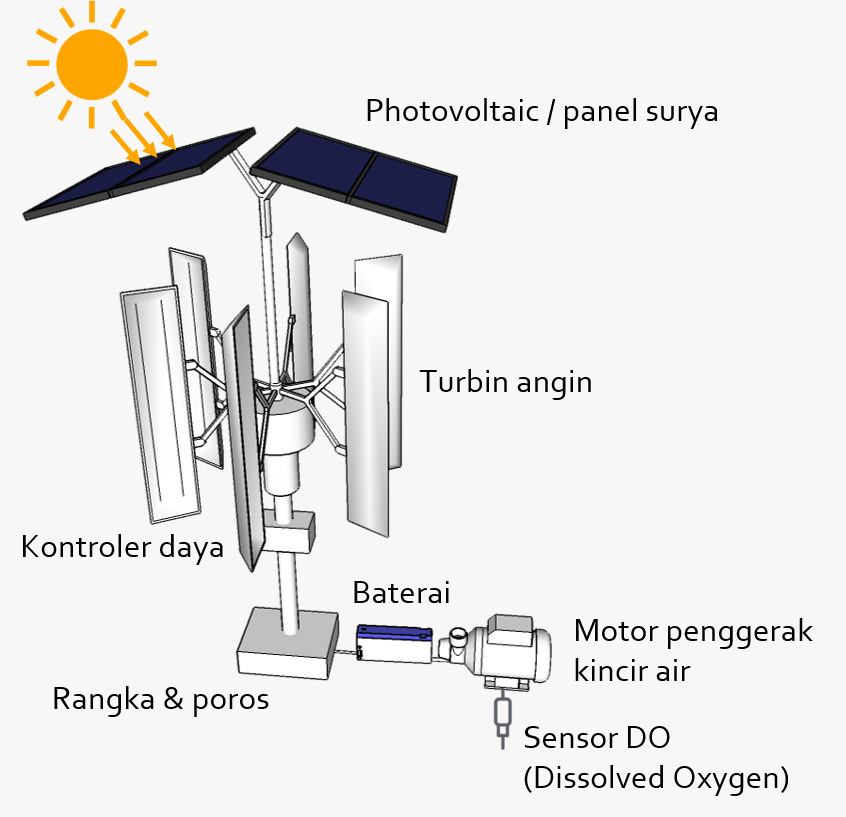 Photovoltaic / panel surya
Turbin angin
Kontroler daya
Baterai
Motor penggerak
kincir air
Rangka & poros
Sensor DO
(Dissolved Oxygen)